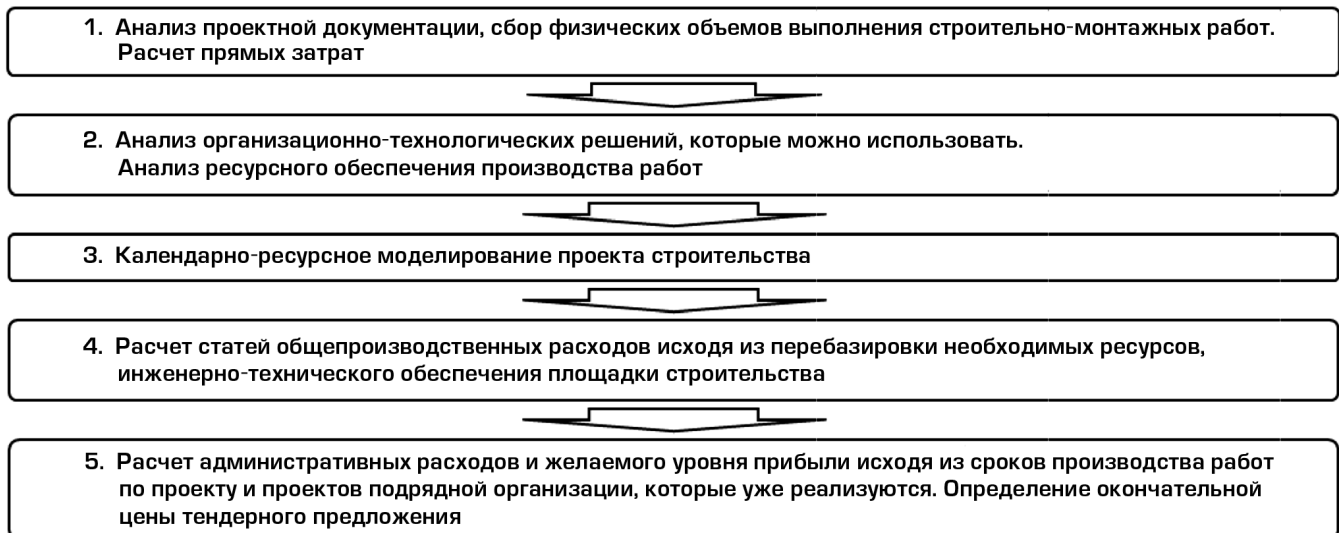 1. Анализ проектной документации, сбор физических объемов выполнения строительно-монтажных работ.
Расчет прямых затрат
2. Анализ организационно-технологических решений, которые можно использовать.
Анализ ресурсного обеспечения производства работ
3. Календарно-ресурсное моделирование проекта строительства
4. Расчет статей общепроизводственных расходов исходя из перебазировки необходимых ресурсов,
инженерно-технического обеспечения площадки строительства
5. Расчет административных расходов и желаемого уровня прибыли исходя из сроков производства работ
по проекту и проектов подрядной организации, которые уже реализуются. Определение окончательной
цены тендерного предложения